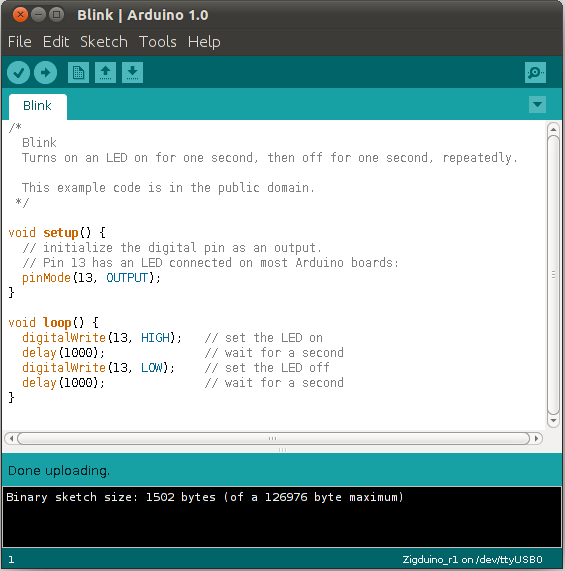 Blink | Arduino 1.0
File Edit Sketch Tools Help
Blink
/*
  Blink
  Turns on an LED on for one second, then off for one second, repeatedly.

  This example code is in the public domain.
 */

void setup() {
  // initialize the digital pin as an output.
  // Pin 13 has an LED connected on most Arduino boards:
  pinMode(13, OUTPUT);
}

void loop() {
  digitalWrite(13, HIGH);   // set the LED on
  delay(1000);              // wait for a second
  digitalWrite(13, LOW);    // set the LED off
  delay(1000);              // wait for a second
}
Done uploading.
Binary sketch size: 1502 bytes (of a 126976 byte maximum)
1 Zigduino_r1 on /dev/ttyUSB0